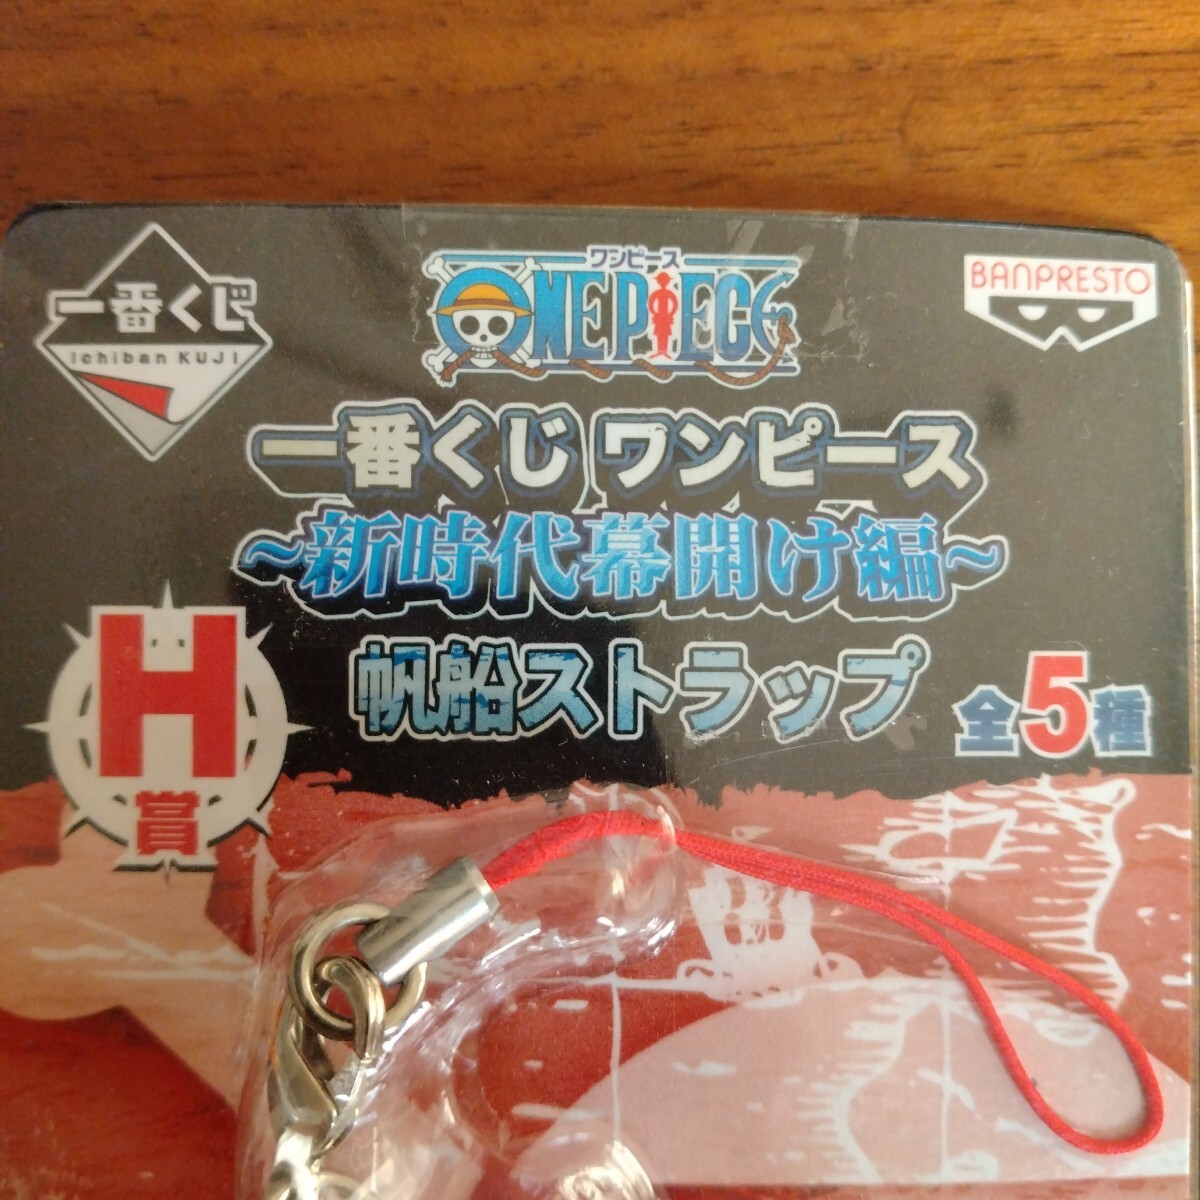 一番くじ
Ichiban KUJI
ワンピース
ONE PIECE
BANPRESTO
一番くじ ワンピース
~新時代幕開け編~
帆船ストラップ
全5種
H
賞